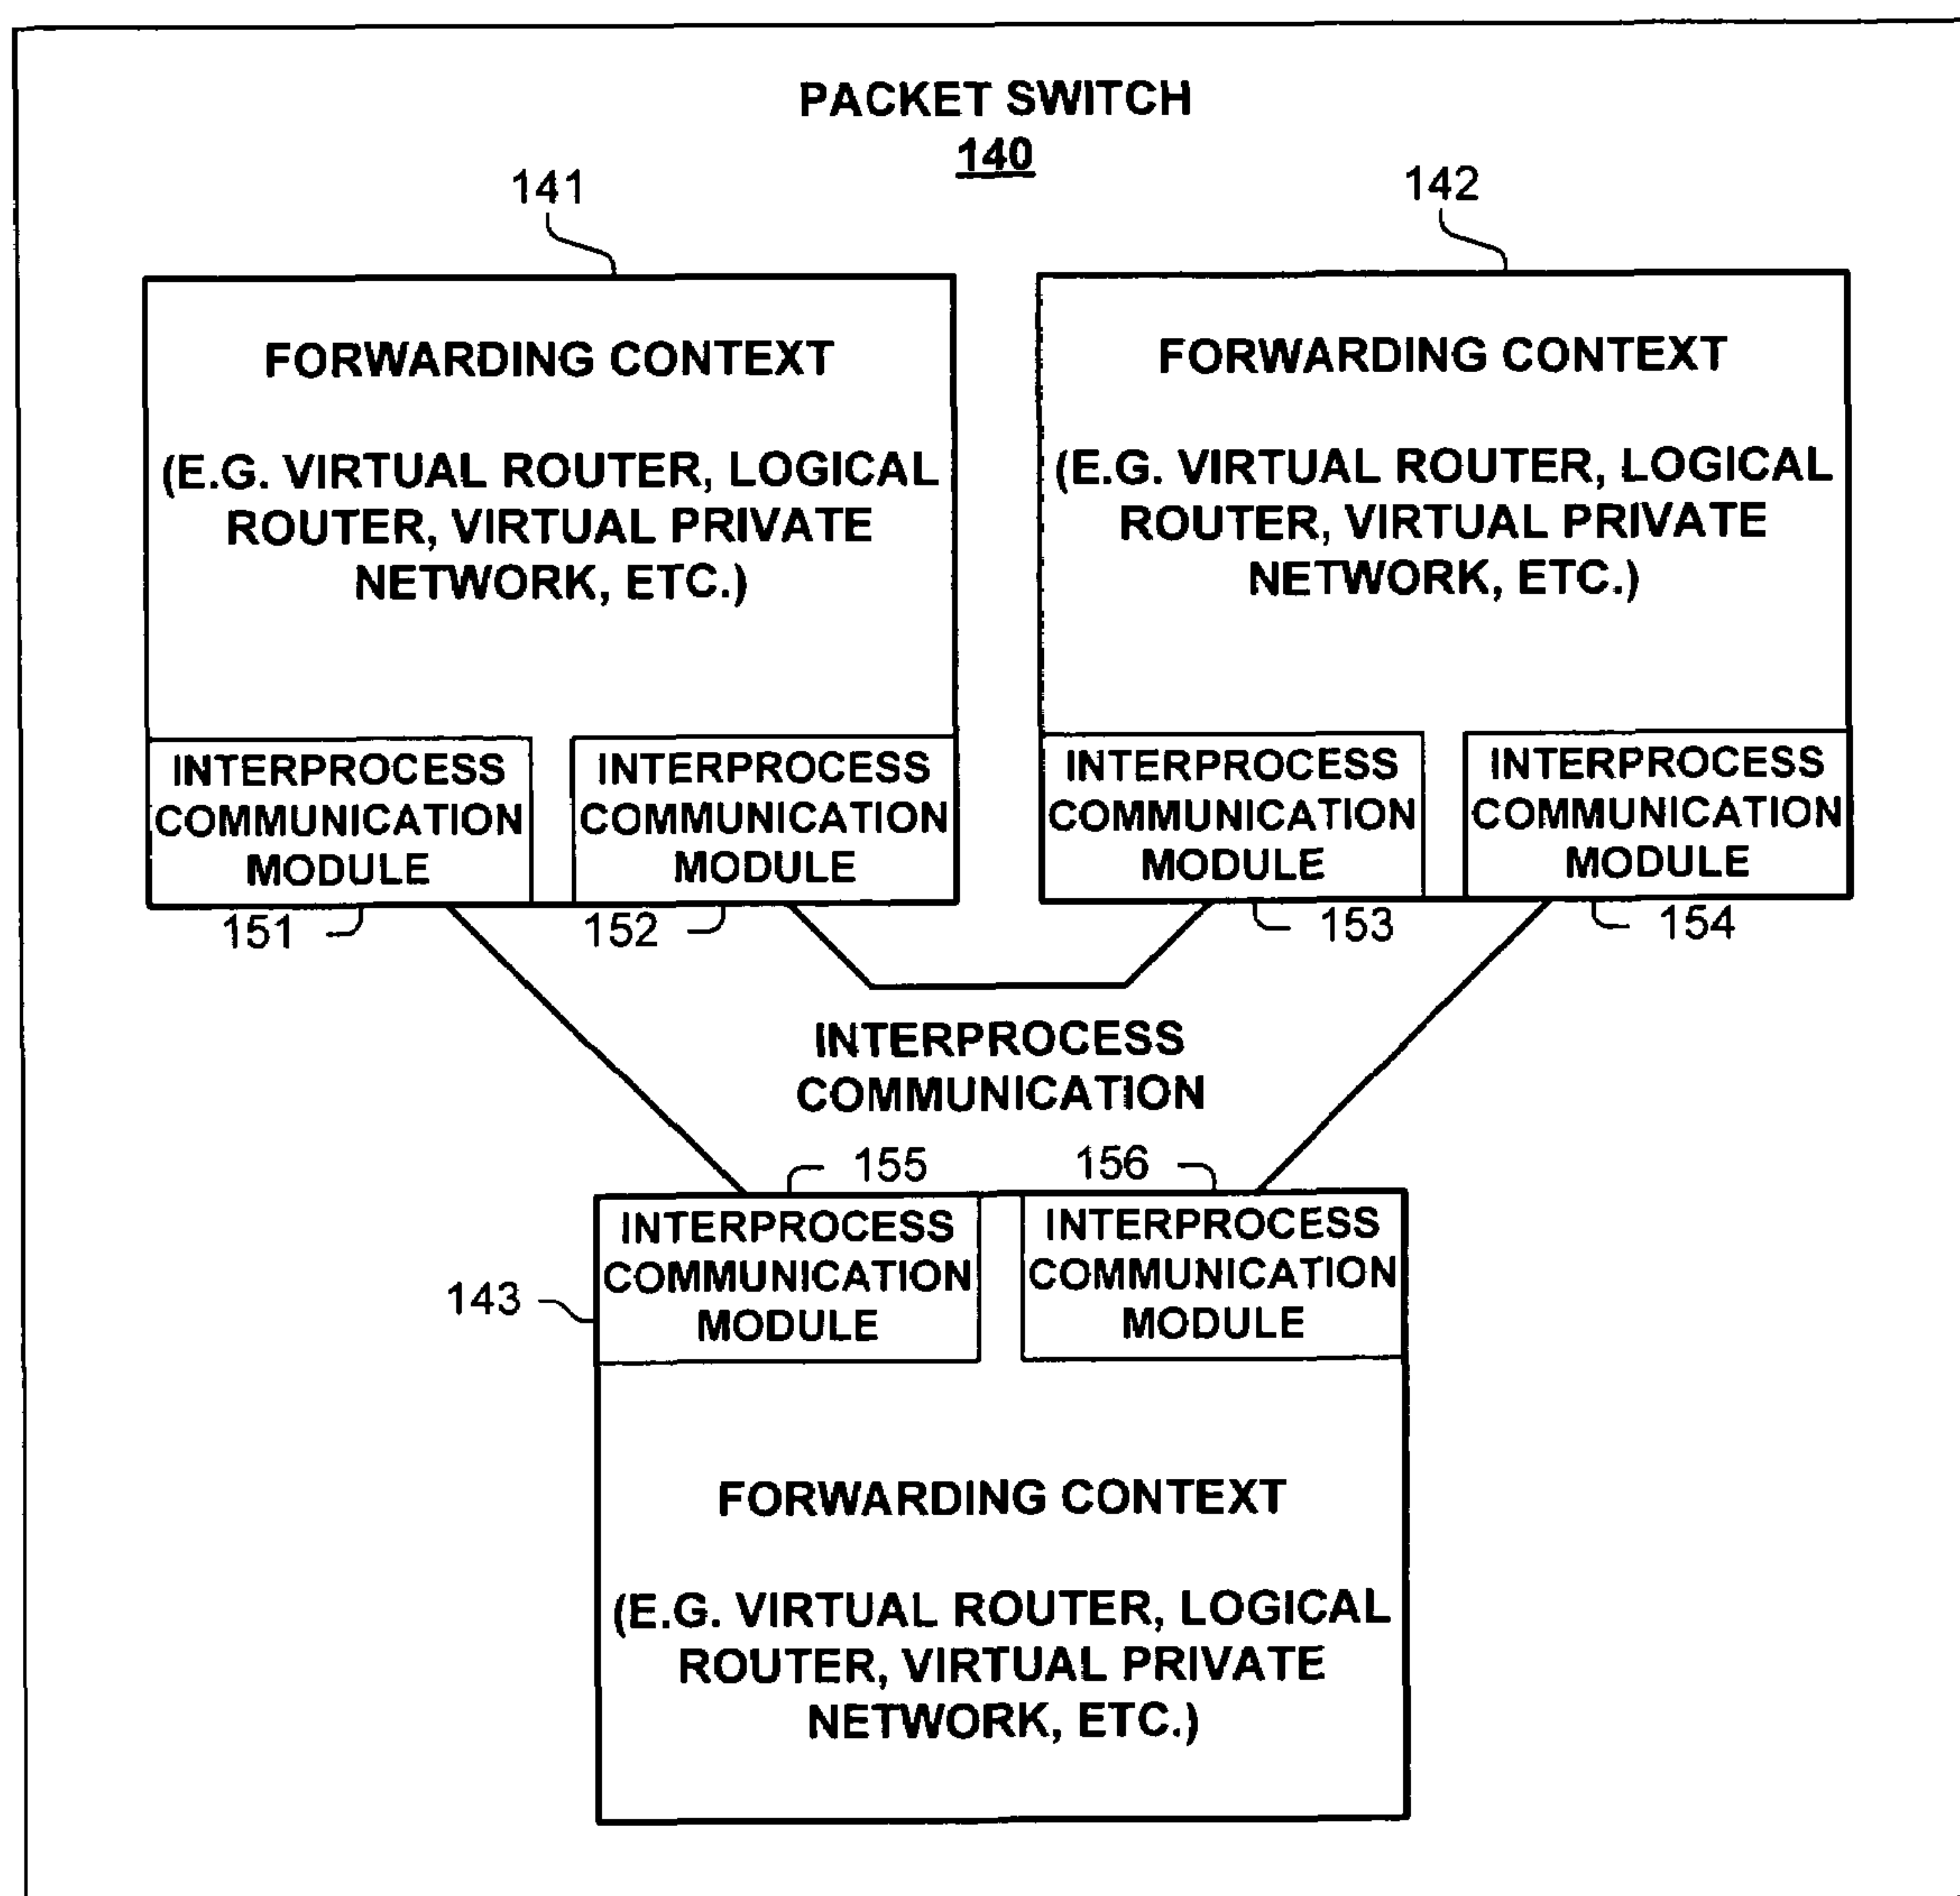 PACKET SWITCH
140
141
142
FORWARDING CONTEXT
(E.G. VIRTUAL ROUTER, LOGICAL
ROUTER, VIRTUAL PRIVATE
NETWORK, ETC.)
FORWARDING CONTEXT
(E.G. VIRTUAL ROUTER, LOGICAL
ROUTER, VIRTUAL PRIVATE
NETWORK, ETC.)
INTERPROCESS
COMMUNICATION
MODULE
INTERPROCESS
COMMUNICATION
MODULE
INTERPROCESS
COMMUNICATION
MODULE
INTERPROCESS
COMMUNICATION
MODULE
151
152
153
154
INTERPROCESS
COMMUNICATION
155
156
143
INTERPROCESS
COMMUNICATION
MODULE
INTERPROCESS
COMMUNICATION
MODULE
FORWARDING CONTEXT
(E.G. VIRTUAL ROUTER, LOGICAL
ROUTER, VIRTUAL PRIVATE
NETWORK, ETC.)